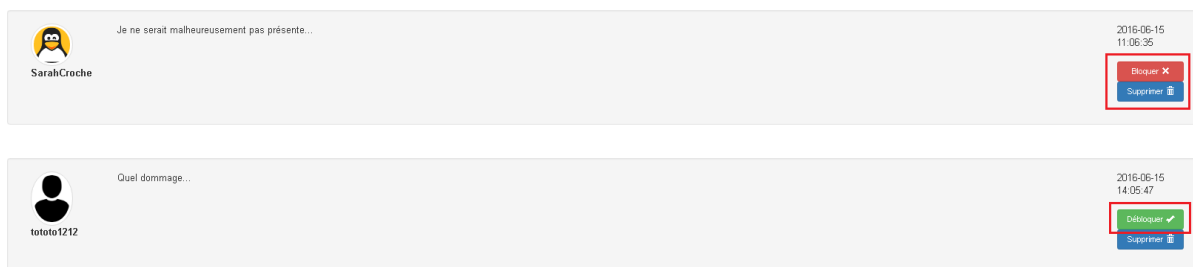 Je ne serait malheureusement pas présente...
2016-06-15
11:06:35
SarahCroche
Bloquer
Supprimer
Quel dommage...
2016-06-15
14:05:47
tototo1212
Débloquer
Supprimer